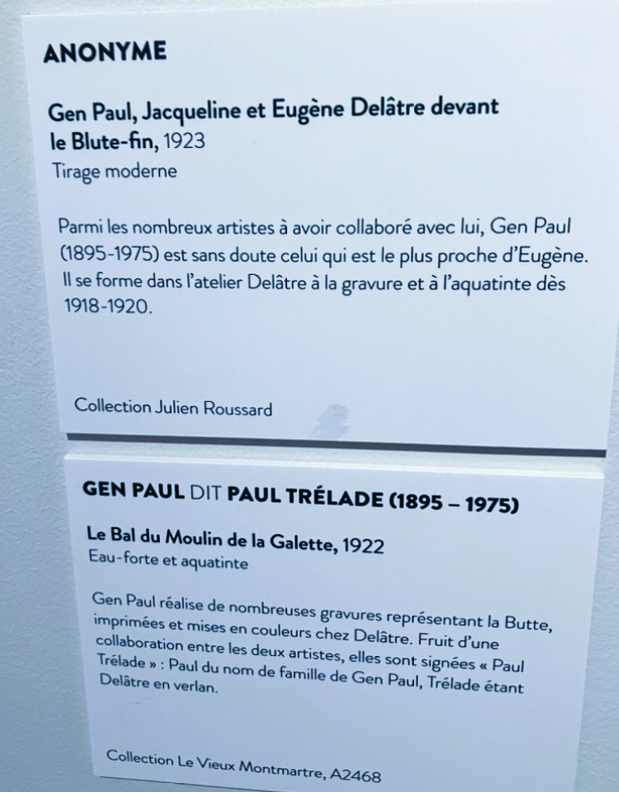 ANONYME
Gen Paul, Jacqueline et Eugène Delâtre devant
le Blute-fin, 1923
Tirage moderne
Parmi les nombreux artistes à avoir collaboré avec lui, Gen Paul
(1895-1975) est sans doute celui qui est le plus proche d'Eugène.
Il se forme dans l'atelier Delâtre à la gravure et à l'aquatinte dès
1918-1920.
Collection Julien Roussard
GEN PAUL DIT PAUL TRÉLADE (1895 – 1975)
Le Bal du Moulin de la Galette, 1922
Eau-forte et aquatinte
Gen Paul réalise de nombreuses gravures représentant la Butte,
imprimées et mises en couleurs chez Delâtre. Fruit d'une
collaboration entre les deux artistes, elles sont signées « Paul
Trélade » : Paul du nom de famille de Gen Paul, Trélade étant
Delâtre en verlan.
Collection Le Vieux Montmartre, A2468